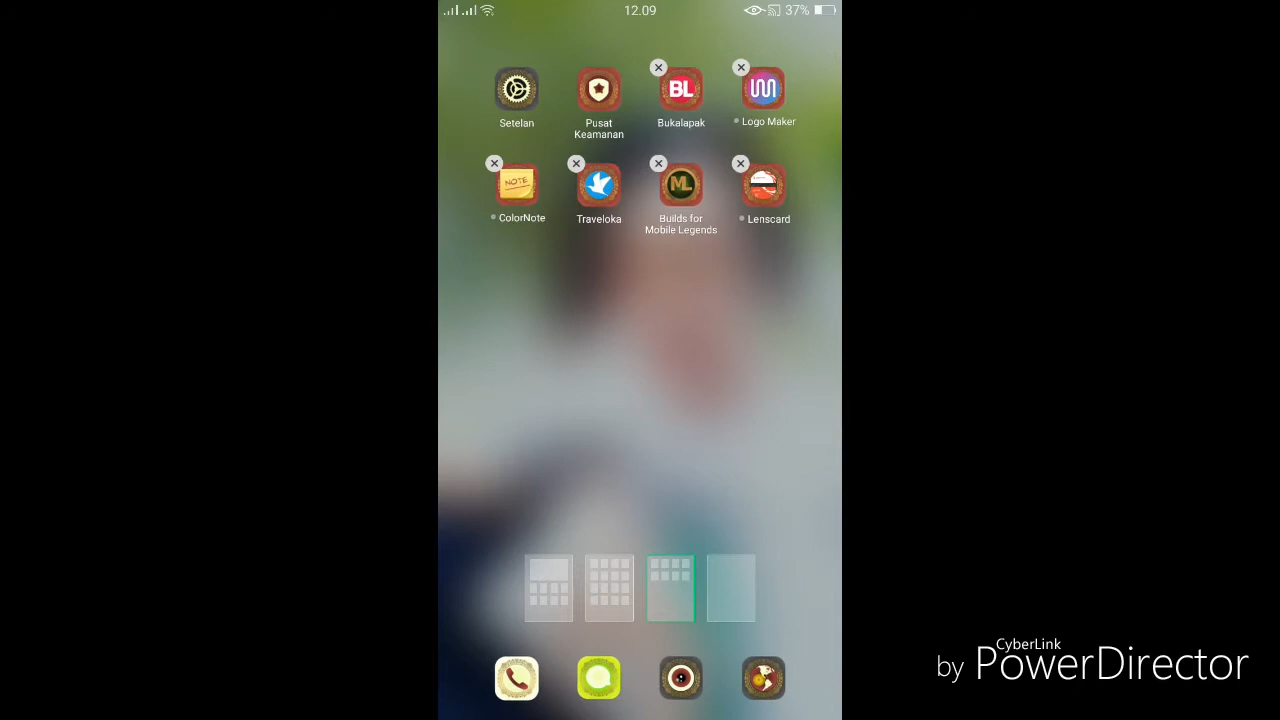 12.09
37%
BL
Setelan
Pusat
Keamanan
Bukalapak
Logo Maker
NOTE
ML
ColorNote
Traveloka
Builds for
Mobile Legends
Lenscard
CyberLink
by PowerDirector